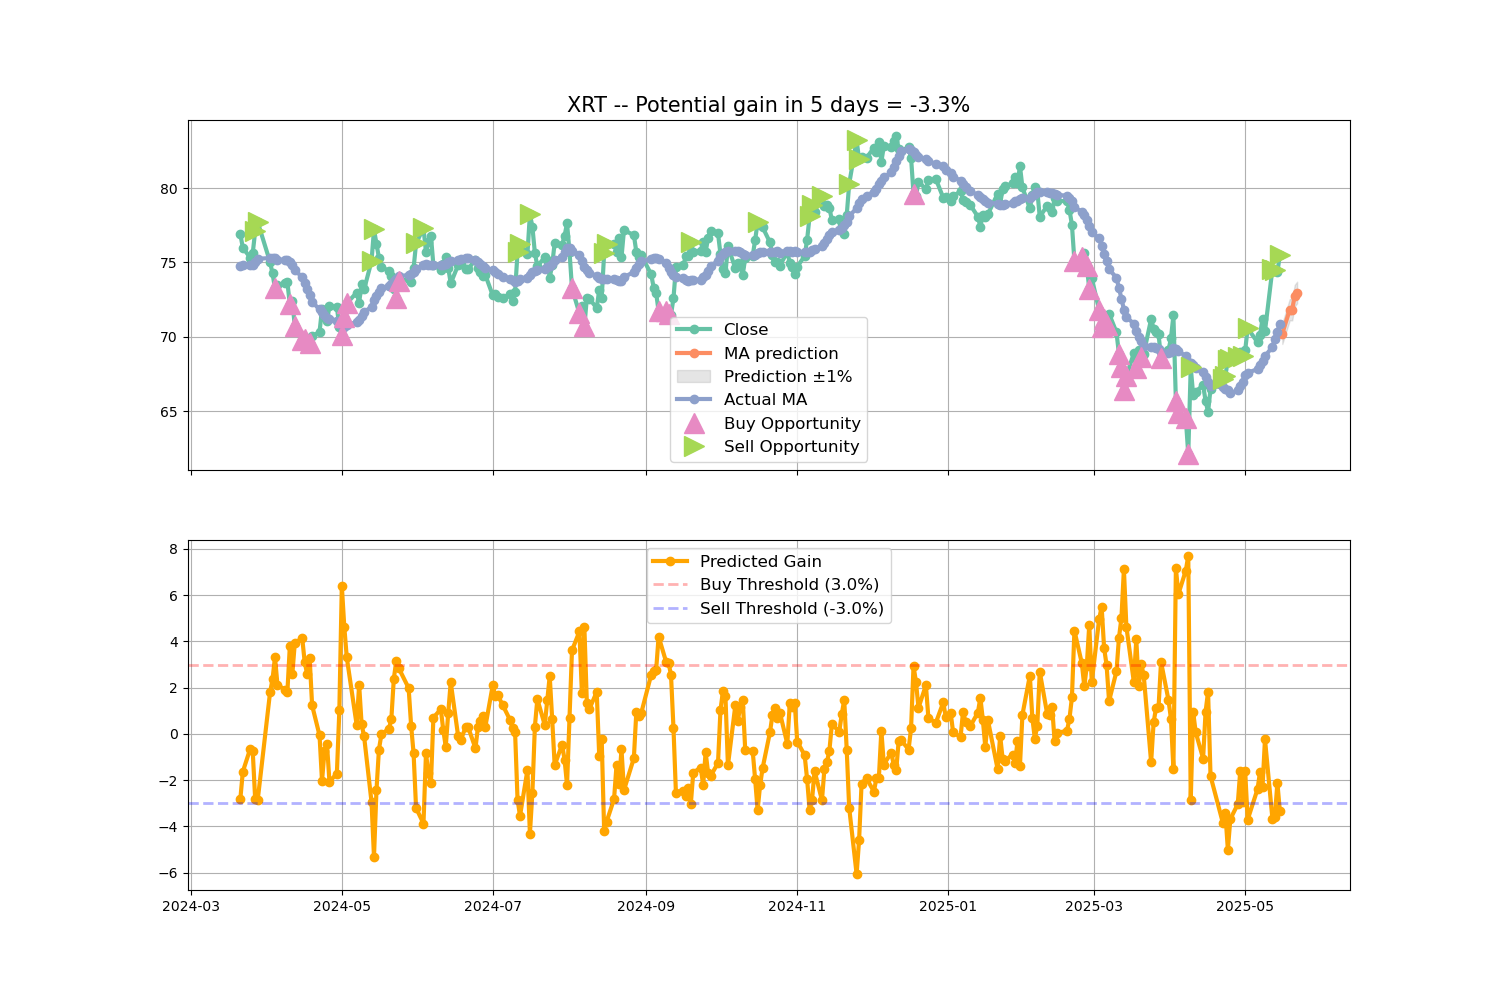 XRT -- Potential gain in 5 days = -3.3%
80
75
70
65
Close
MA prediction
Prediction ±1%
Actual MA
Buy Opportunity
Sell Opportunity
8
6
4
2
0
−2
−4
−6
Predicted Gain
Buy Threshold (3.0%)
Sell Threshold (-3.0%)
2024-03
2024-05
2024-07
2024-09
2024-11
2025-01
2025-03
2025-05